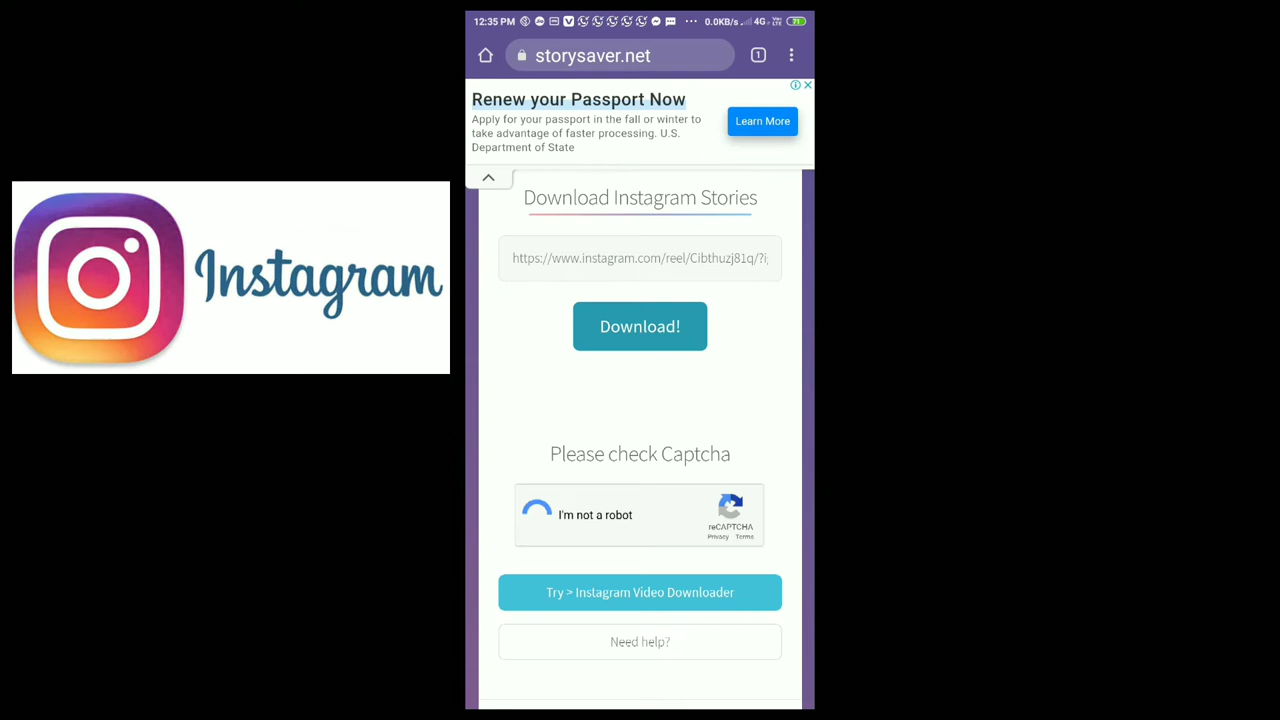 Instagram
12:35 PM
0.0KB/s
4G
Vo
LTE
71
storysaver.net
1
Renew your Passport Now
Apply for your passport in the fall or winter to
take advantage of faster processing. U.S.
Department of State
Learn More
Download Instagram Stories
https://www.instagram.com/reel/Cibthuzj81q/?i
Download!
Please check Captcha
I'm not a robot
reCAPTCHA
Privacy Terms
Try > Instagram Video Downloader
Need help?